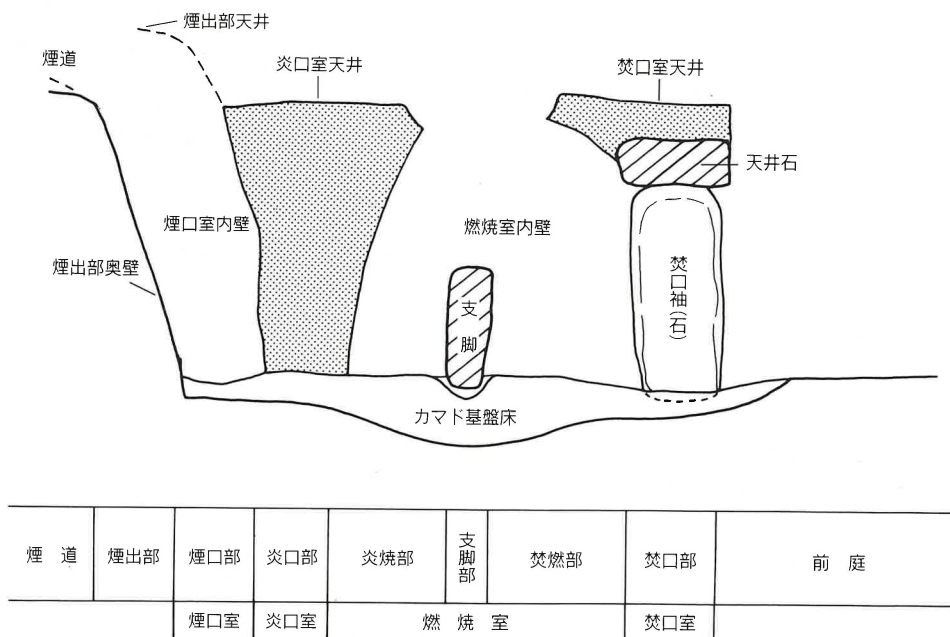 煙出部天井
煙道
炎口室天井
焚口室天井
天井石
煙口室内壁
燃焼室内壁
煙出部奥壁
支脚
焚口袖(石)
カマド基盤床
煙 道 煙出部 煙口部 炎口部 炎焼部 支脚部 焚燃部 焚口部 前 庭
煙口室 炎口室 燃 焼 室 焚口室